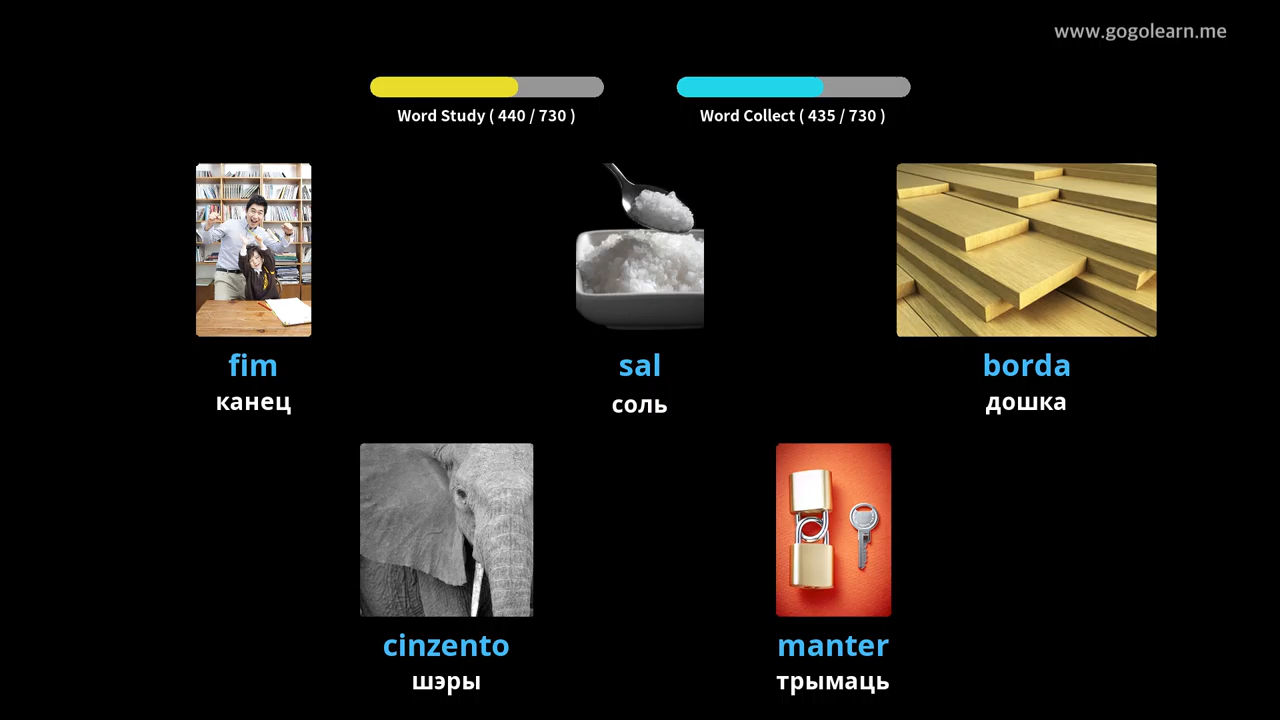 www.gogolearn.me
Word Study ( 440 / 730 )
Word Collect ( 435 / 730 )
fim
канец
sal
соль
borda
дошка
cinzento
шэры
manter
трымаць